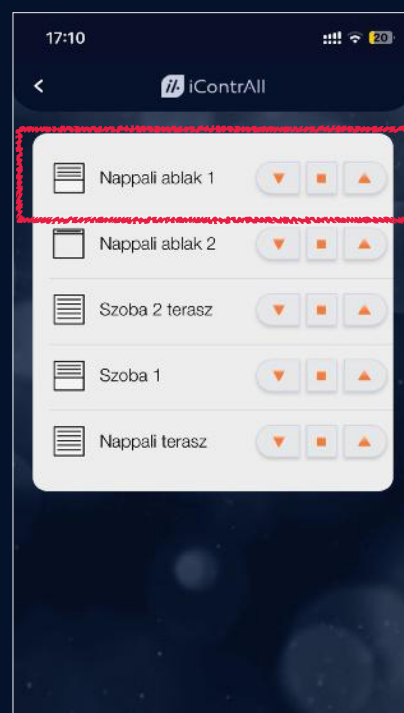 17:10
20
iContrAll
Nappali ablak 1
Nappali ablak 2
Szoba 2 terasz
Szoba 1
Nappali terasz